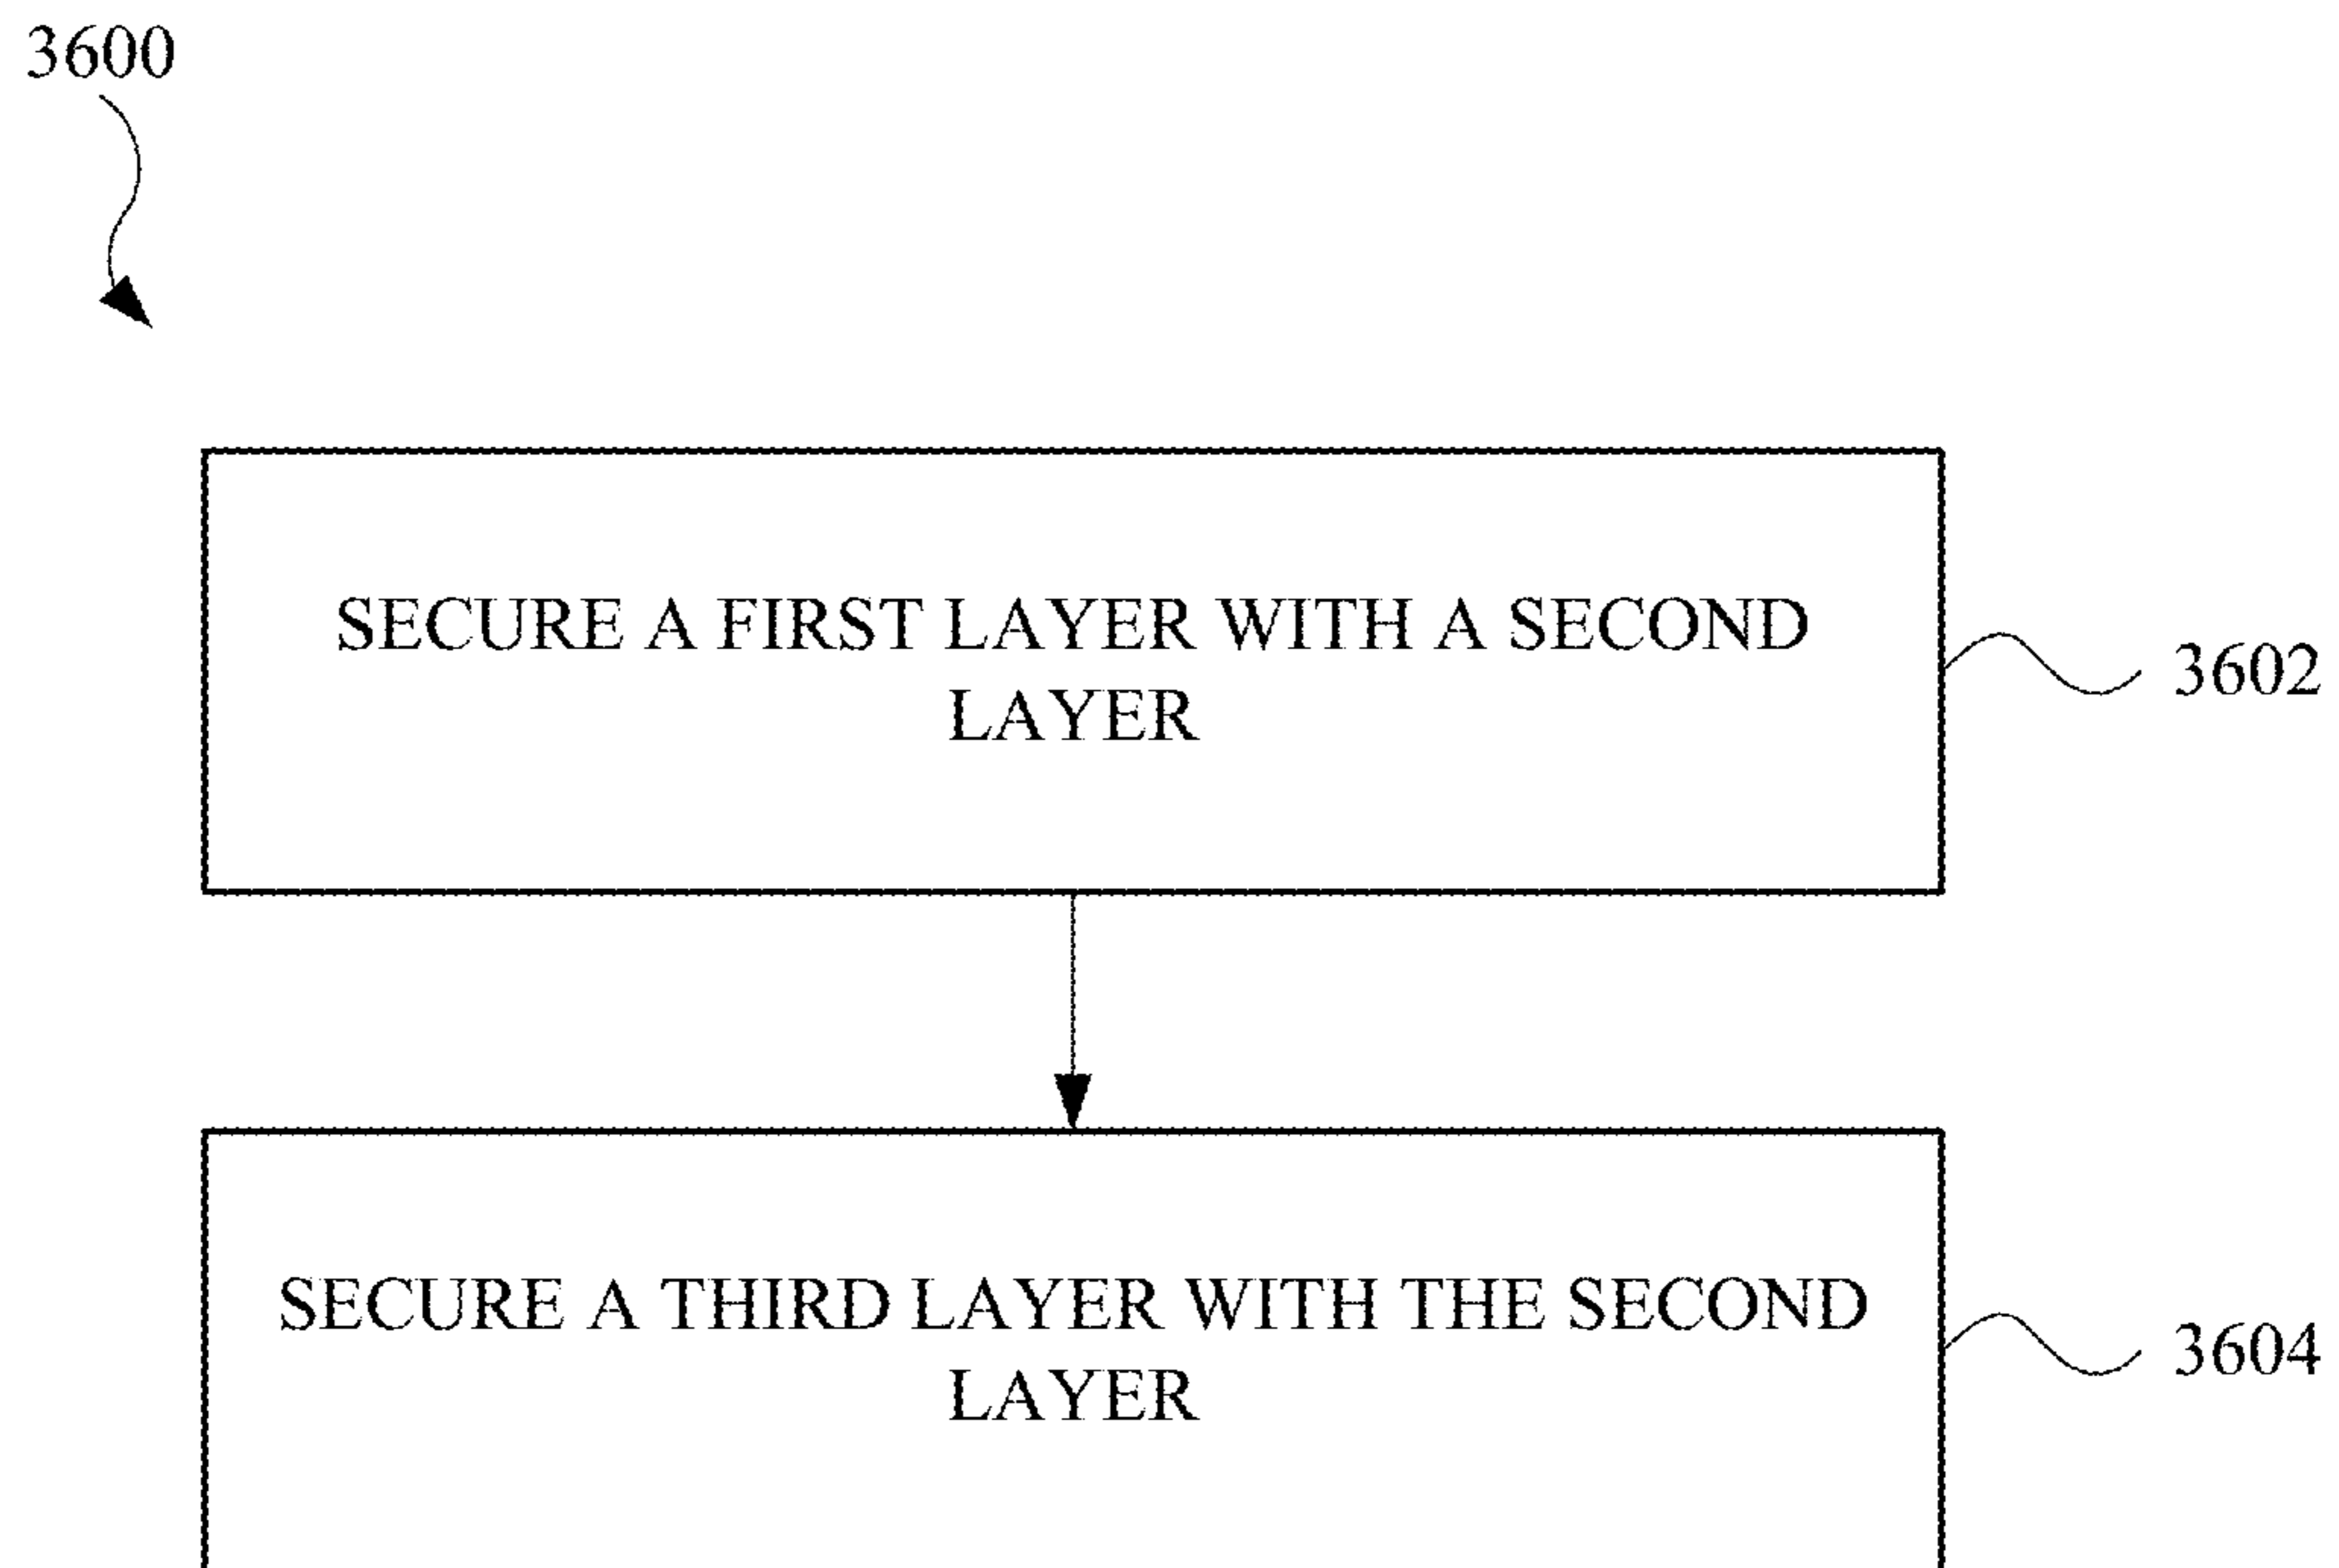 3600
SECURE A FIRST LAYER WITH A SECOND
LAYER
3602
SECURE A THIRD LAYER WITH THE SECOND
LAYER
3604